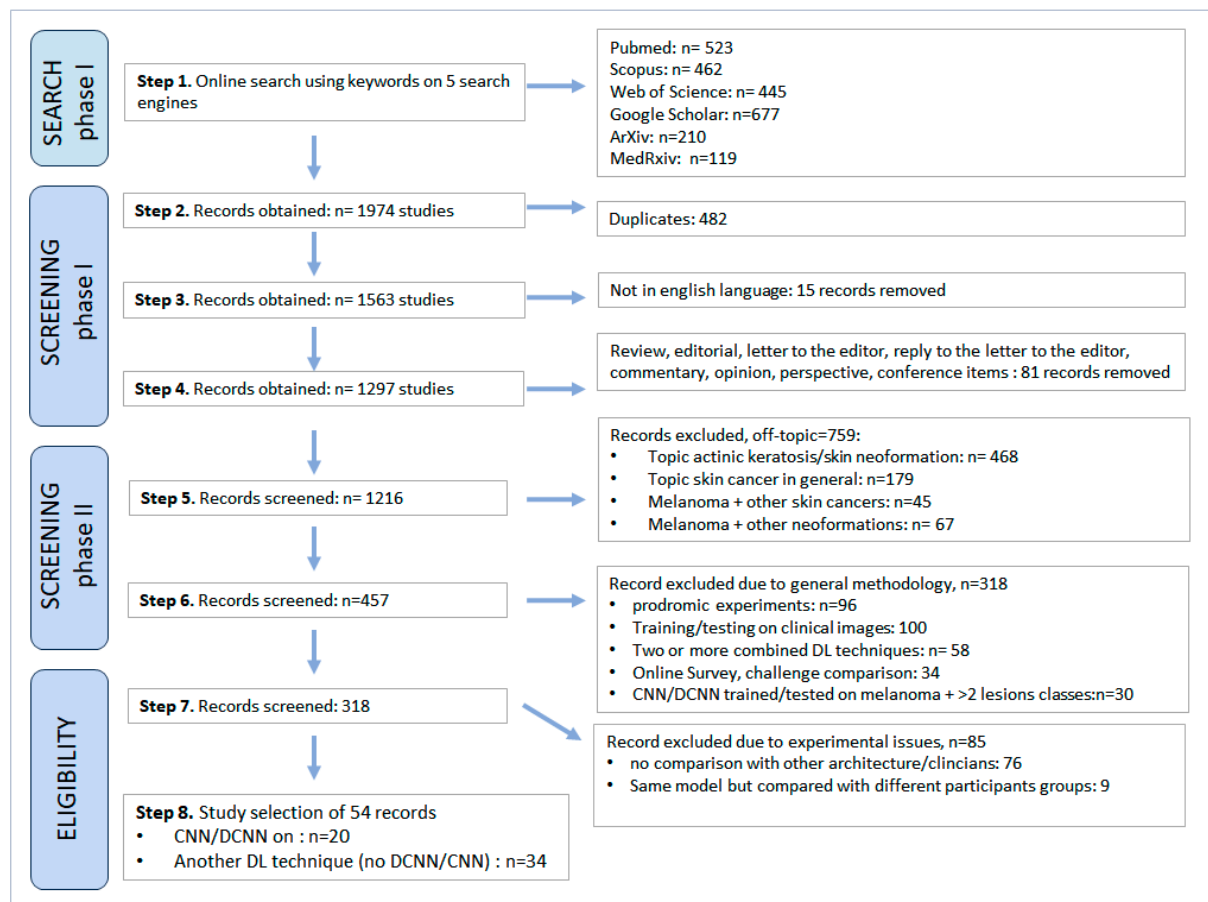 SEARCH
phase I
Step 1. Online search using keywords on 5 search
engines
Pubmed: n= 523
Scopus: n= 462
Web of Science: n= 445
Google Scholar: n=677
ArXiv: n=210
MedRxiv: n=119
SCREENING
phase I
Step 2. Records obtained: n= 1974 studies
Duplicates: 482
Step 3. Records obtained: n= 1563 studies
Not in english language: 15 records removed
Step 4. Records obtained: n= 1297 studies
Review, editorial, letter to the editor, reply to the letter to the editor,
commentary, opinion, perspective, conference items : 81 records removed
SCREENING
phase II
Step 5. Records screened: n= 1216
Records excluded, off-topic=759:
• Topic actinic keratosis/skin neoformation: n= 468
• Topic skin cancer in general: n=179
• Melanoma + other skin cancers: n=45
• Melanoma + other neoformations: n= 67
Step 6. Records screened: n=457
Record excluded due to general methodology, n=318
• prodromic experiments: n=96
• Training/testing on clinical images: 100
• Two or more combined DL techniques: n= 58
• Online Survey, challenge comparison: 34
• CNN/DCNN trained/tested on melanoma + >2 lesions classes:n=30
ELIGIBILITY
Step 7. Records screened: 318
Record excluded due to experimental issues, n=85
• no comparison with other architecture/clincians: 76
• Same model but compared with different participants groups: 9
Step 8. Study selection of 54 records
• CNN/DCNN on : n=20
• Another DL technique (no DCNN/CNN) : n=34